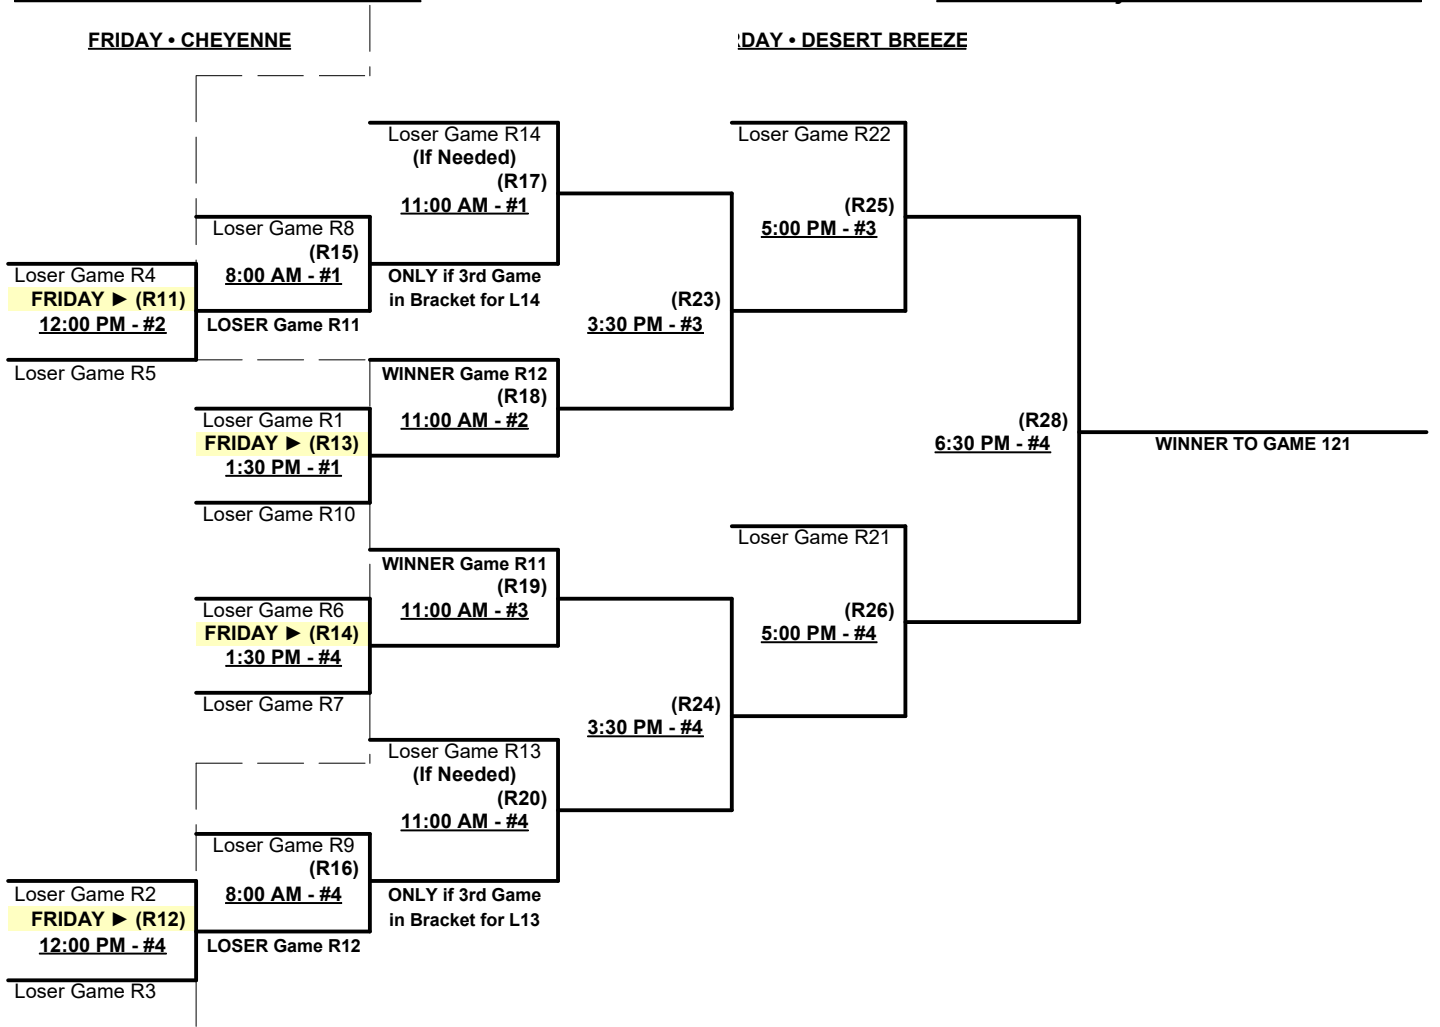 FRIDAY • CHEYENNE
DAY • DESERT BREEZE
Loser Game R14
(If Needed)
(R17)
11:00 AM - #1
ONLY if 3rd Game
in Bracket for L14
Loser Game R22
(R25)
5:00 PM - #3
Loser Game R8
(R15)
8:00 AM - #1
LOSER Game R11
Loser Game R4
FRIDAY ► (R11)
12:00 PM - #2
Loser Game R5
(R23)
3:30 PM - #3
WINNER Game R12
(R18)
11:00 AM - #2
Loser Game R1
FRIDAY ► (R13)
1:30 PM - #1
Loser Game R10
(R28)
6:30 PM - #4
WINNER TO GAME 121
WINNER Game R11
(R19)
11:00 AM - #3
Loser Game R21
(R26)
5:00 PM - #4
Loser Game R6
FRIDAY ► (R14)
1:30 PM - #4
Loser Game R7
(R24)
3:30 PM - #4
Loser Game R13
(If Needed)
(R20)
11:00 AM - #4
ONLY if 3rd Game
in Bracket for L13
Loser Game R9
(R16)
8:00 AM - #4
LOSER Game R12
Loser Game R2
FRIDAY ► (R12)
12:00 PM - #4
Loser Game R3